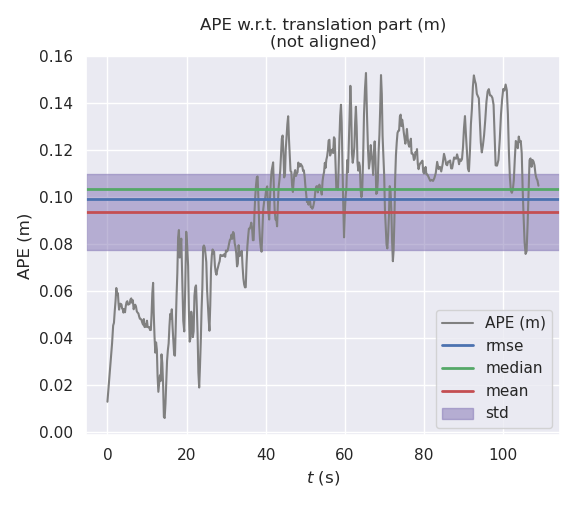 APE w.r.t. translation part (m)
(not aligned)
0.16
0.14
0.12
0.10
0.08
0.06
0.04
0.02
0.00
APE (m)
0
20
40
60
80
100
t (s)
APE (m)
rmse
median
mean
std